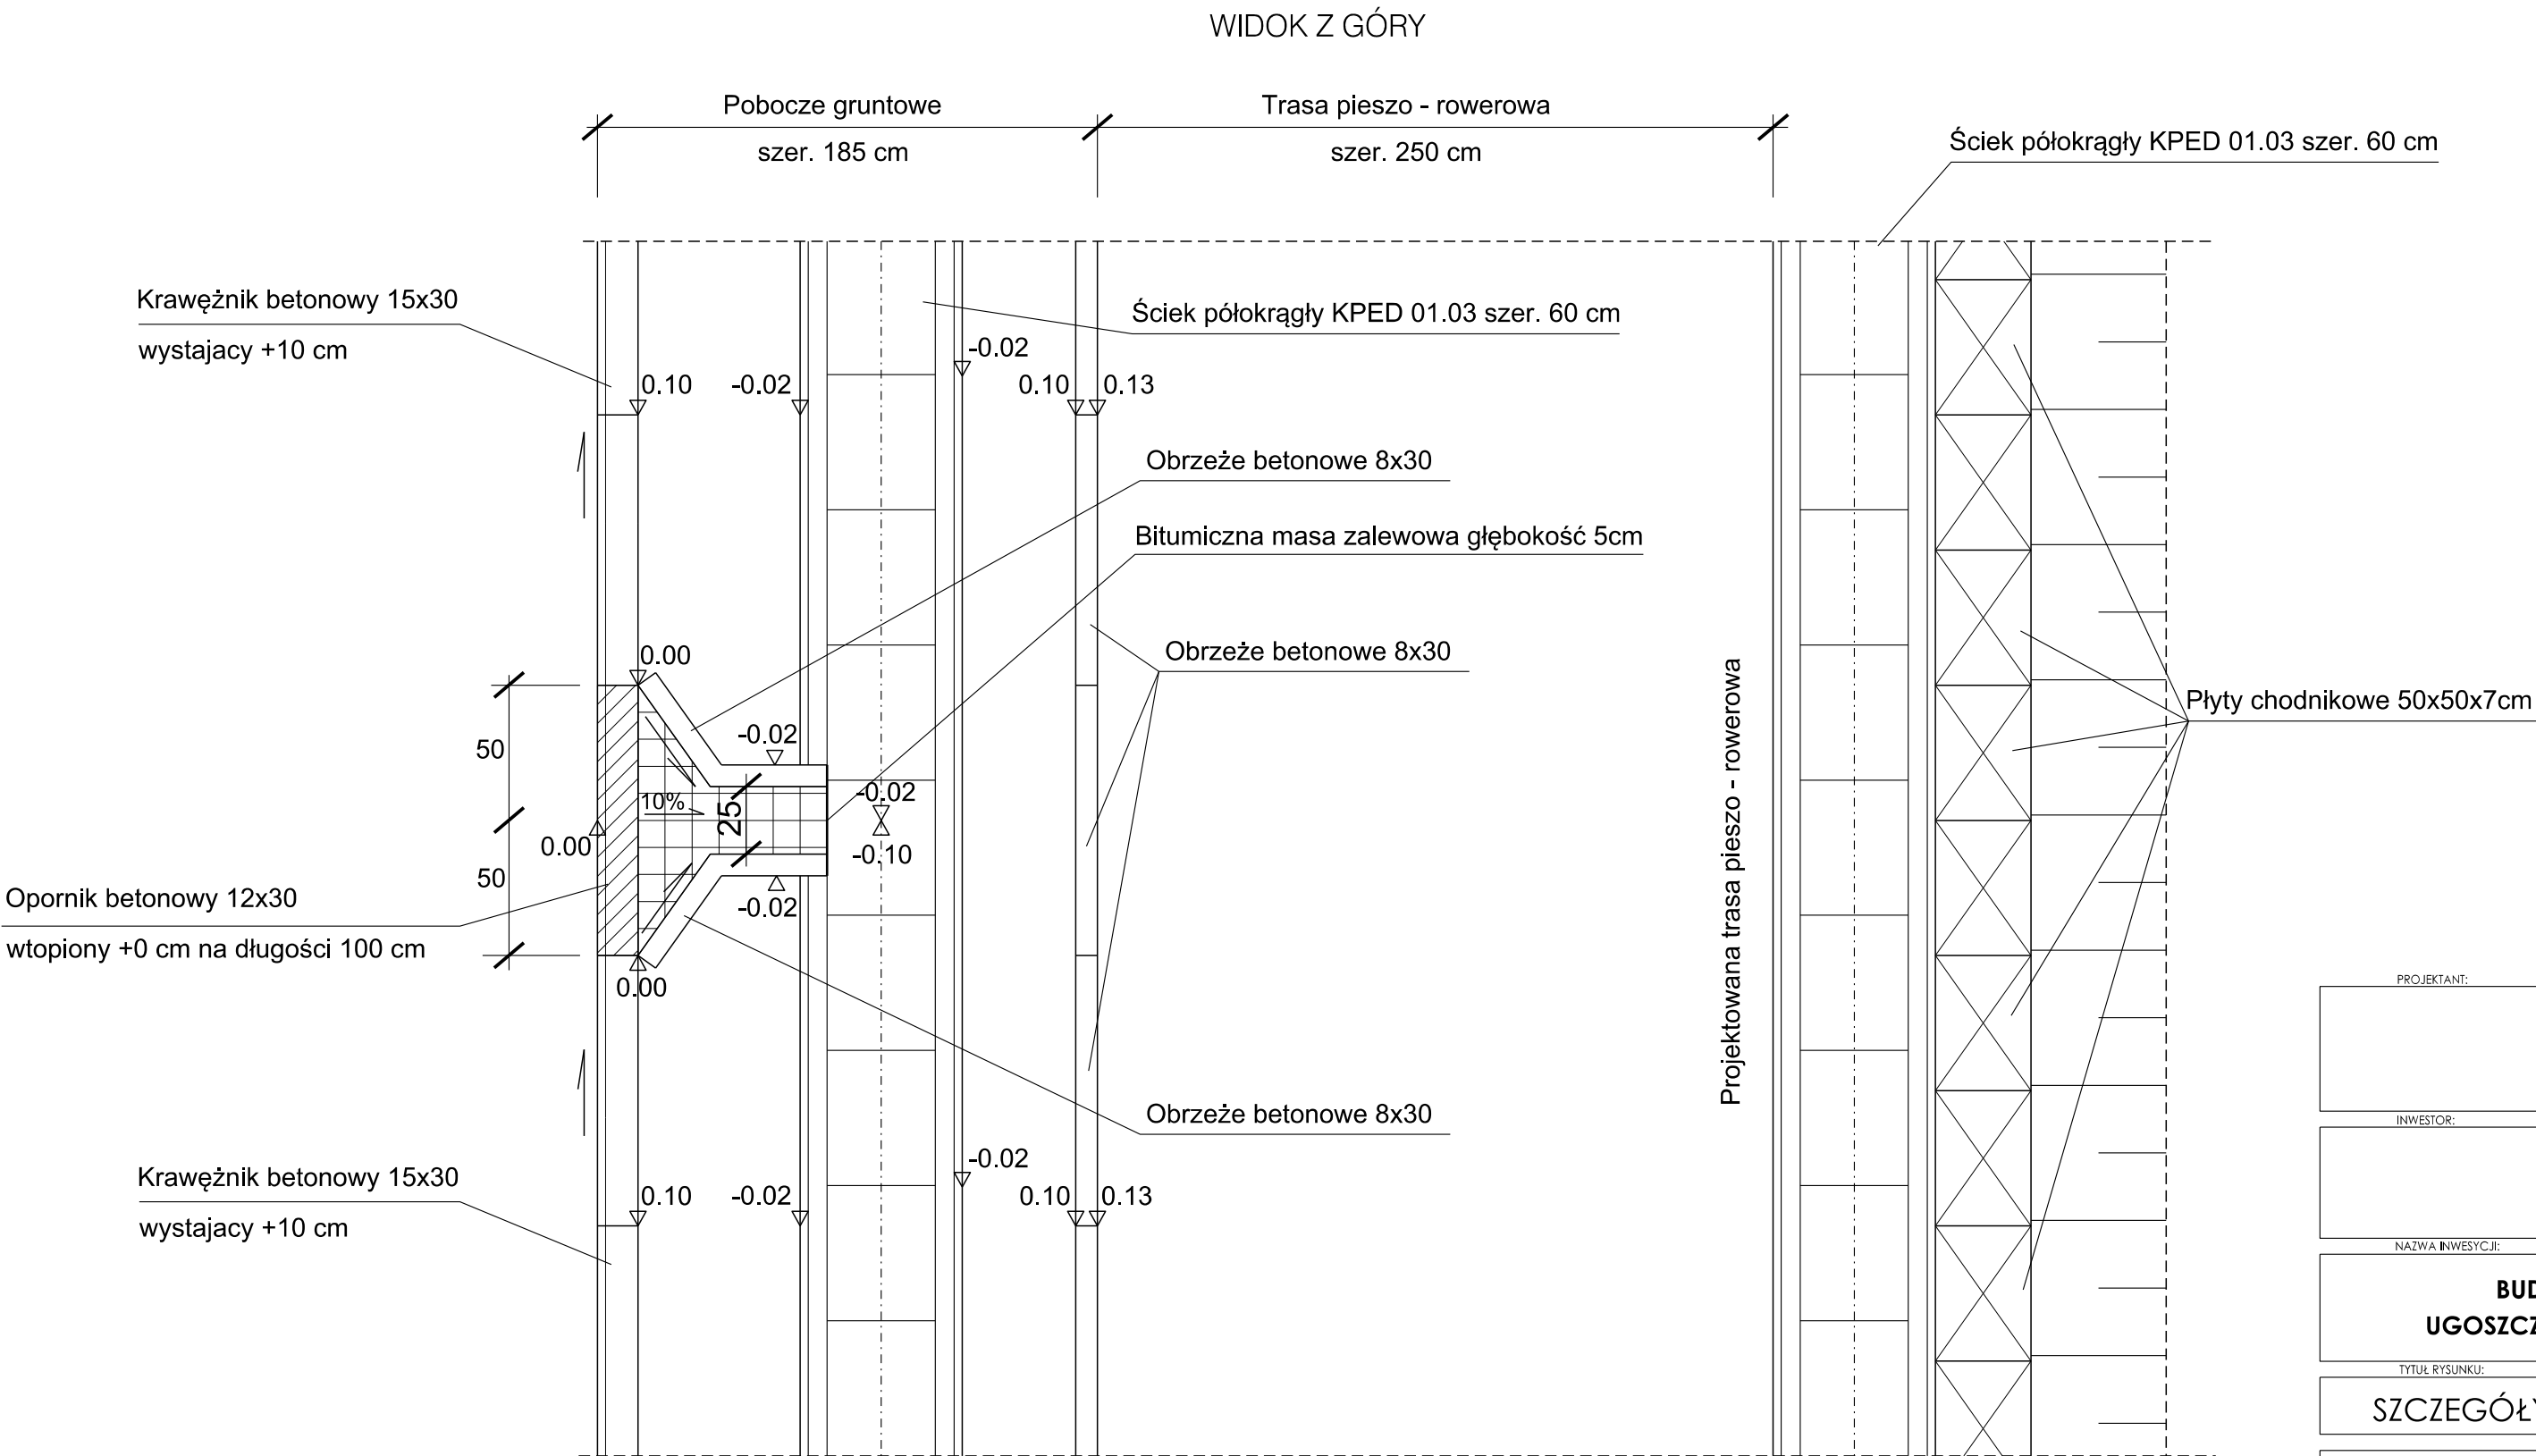 WIDOK Z GÓRY
Pobocze gruntowe
szer. 185 cm
Trasa pieszo - rowerowa
szer. 250 cm
Ściek półokrągły KPED 01.03 szer. 60 cm
Krawężnik betonowy 15x30
wystajacy +10 cm
Ściek półokrągły KPED 01.03 szer. 60 cm
-0.02
0.10
-0.02
0.10
0.13
Obrzeże betonowe 8x30
Bitumiczna masa zalewowa głębokość 5cm
Obrzeże betonowe 8x30
0.00
Płyty chodnikowe 50x50x7cm
50
-0.02
10%
25
-0.02
0.00
-0.10
50
-0.02
Opornik betonowy 12x30
wtopiony +0 cm na długości 100 cm
0.00
Projektowana trasa pieszo - rowerowa
Obrzeże betonowe 8x30
Krawężnik betonowy 15x30
wystajacy +10 cm
-0.02
0.10
-0.02
0.10
0.13
PROJEKTANT:
INWESTOR:
NAZWA INWESYCJI:
BUD
UGOSZCZ
TYTUŁ RYSUNKU:
SZCZEGÓŁY